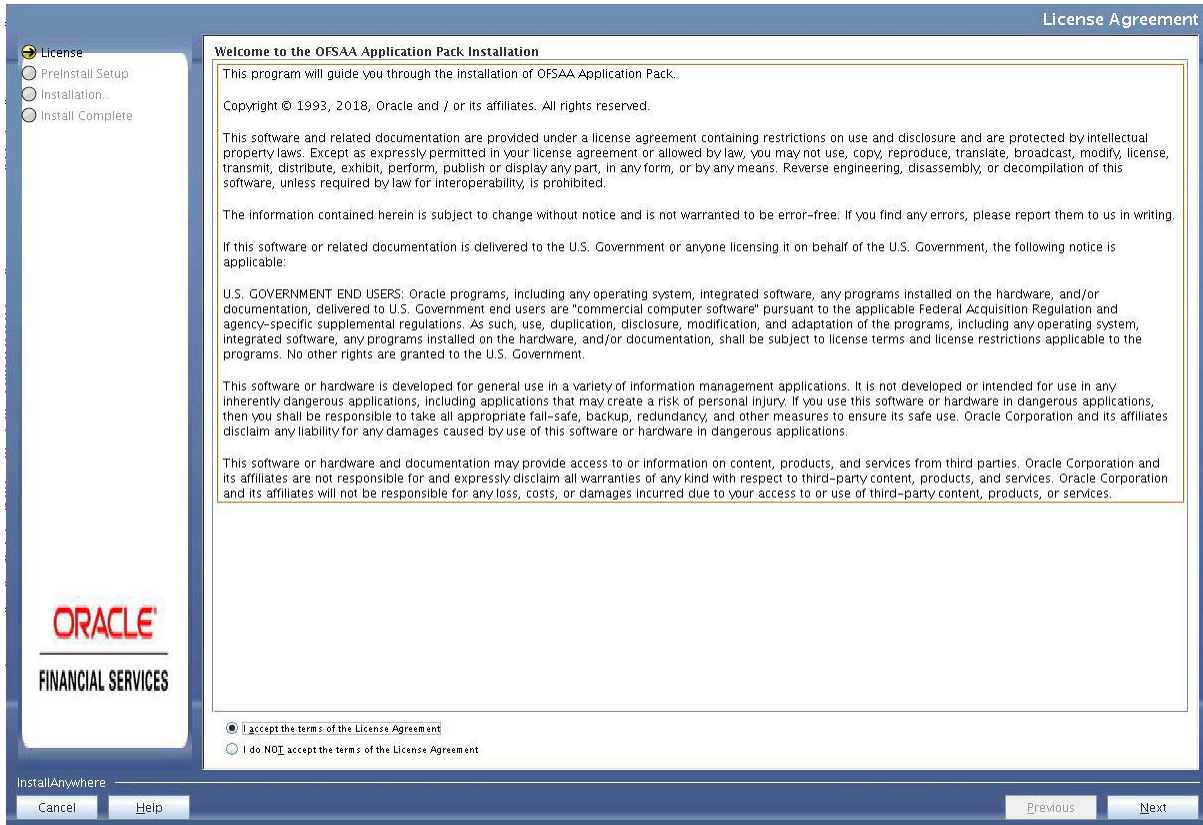 License Agreement
License
PreInstall Setup
Installation..
Install Complete
Welcome to the OFSAA Application Pack Installation
This program will guide you through the installation of OFSAA Application Pack.
Copyright © 1993, 2018, Oracle and / or its affiliates. All rights reserved.
This software and related documentation are provided under a license agreement containing restrictions on use and disclosure and are protected by intellectual
property laws. Except as expressly permitted in your license agreement or allowed by law, you may not use, copy, reproduce, translate, broadcast, modify, license,
transmit, distribute, exhibit, perform, publish or display any part, in any form, or by any means. Reverse engineering, disassembly, or decompilation of this
software, unless required by law for interoperability, is prohibited.
The information contained herein is subject to change without notice and is not warranted to be error-free. If you find any errors, please report them to us in writing.
If this software or related documentation is delivered to the U.S. Government or anyone licensing it on behalf of the U.S. Government, the following notice is
applicable:
U.S. GOVERNMENT END USERS: Oracle programs, including any operating system, integrated software, any programs installed on the hardware, and/or
documentation, delivered to U.S. Government end users are "commercial computer software" pursuant to the applicable Federal Acquisition Regulation and
agency-specific supplemental regulations. As such, use, duplication, disclosure, modification, and adaptation of the programs, including any operating system,
integrated software, any programs installed on the hardware, and/or documentation, shall be subject to license terms and license restrictions applicable to the
programs. No other rights are granted to the U.S. Government.
This software or hardware is developed for general use in a variety of information management applications. It is not developed or intended for use in any
inherently dangerous applications, including applications that may create a risk of personal injury. If you use this software or hardware in dangerous applications,
then you shall be responsible to take all appropriate fail-safe, backup, redundancy, and other measures to ensure its safe use. Oracle Corporation and its affiliates
disclaim any liability for any damages caused by use of this software or hardware in dangerous applications.
This software or hardware and documentation may provide access to or information on content, products, and services from third parties. Oracle Corporation and
its affiliates are not responsible for and expressly disclaim all warranties of any kind with respect to third-party content, products, and services. Oracle Corporation
and its affiliates will not be responsible for any loss, costs, or damages incurred due to your access to or use of third-party content, products, or services.
ORACLE
FINANCIAL SERVICES
I accept the terms of the License Agreement
I do NOT accept the terms of the License Agreement
InstallAnywhere
Cancel
Help
Previous
Next